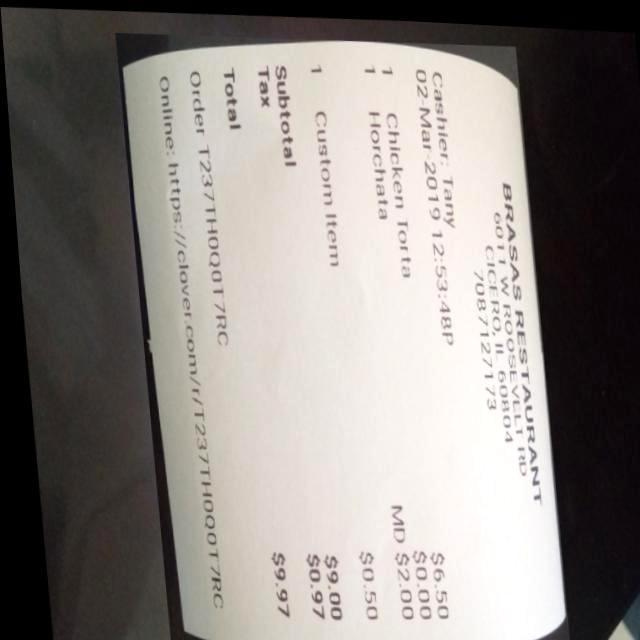 BRASAS RESTAURANT
6011 W ROOSEVELT RD
CICERO, IL 60804
7087127173
Cashier: Tany
02-Mar-2019 12:53:48P
1 Chicken Torta $6.50
$0.00
1 Horchata MD $2.00
1 Custom Item $0.50
Subtotal $9.00
Tax $0.97
Total $9.97
Order T237TH0Q0T7RC
Online: https://clover.com/r/T237TH0Q0T7RC